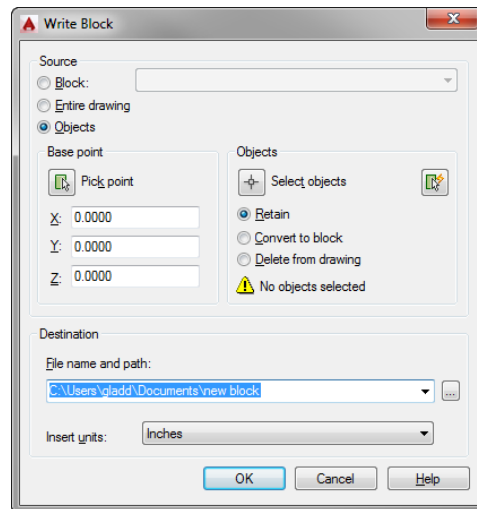 Write Block
Source
Block:
Entire drawing
Objects
Base point
Pick point
X: 0.0000
Y: 0.0000
Z: 0.0000
Objects
Select objects
Retain
Convert to block
Delete from drawing
No objects selected
Destination
File name and path:
C:\Users\gladd\Documents\new block
...
Insert units: Inches
OK Cancel Help